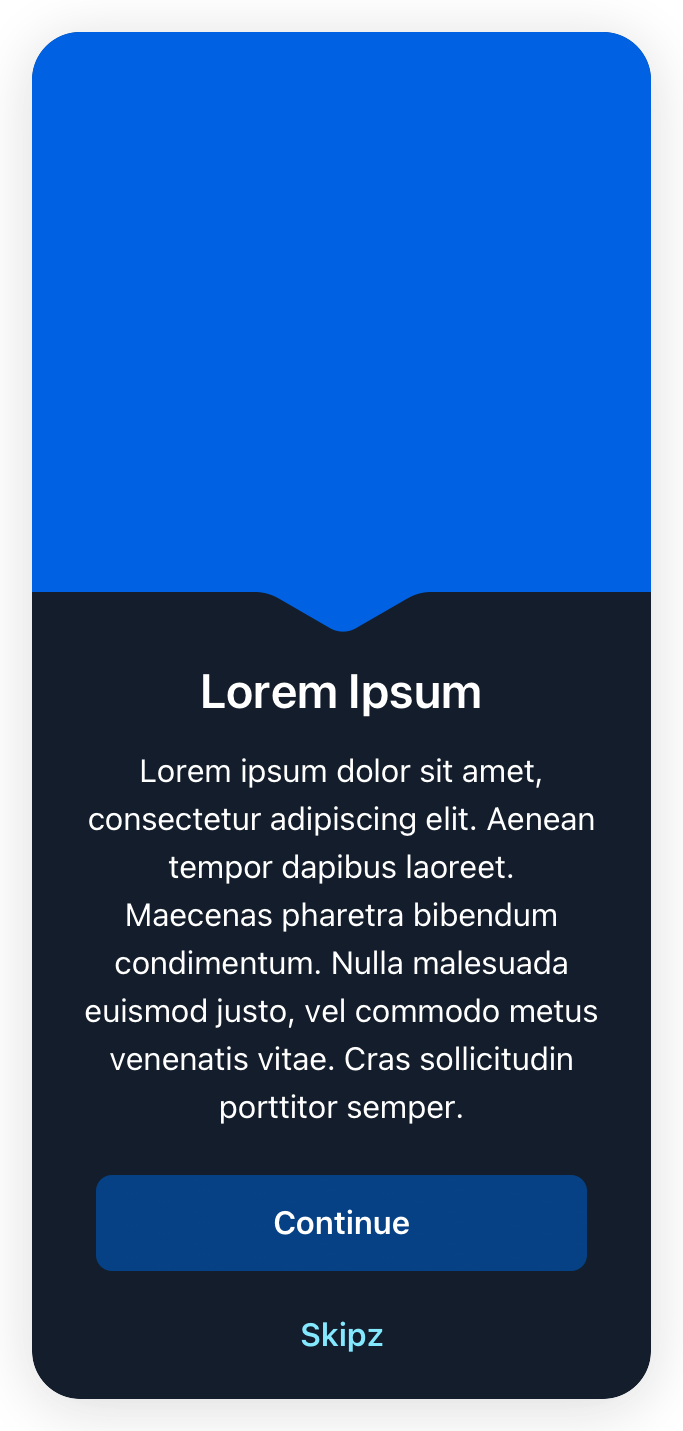 Lorem Ipsum
Lorem ipsum dolor sit amet,
consectetur adipiscing elit. Aenean
tempor dapibus laoreet.
Maecenas pharetra bibendum
condimentum. Nulla malesuada
euismod justo, vel commodo metus
venenatis vitae. Cras sollicitudin
porttitor semper.
Continue
Skipz